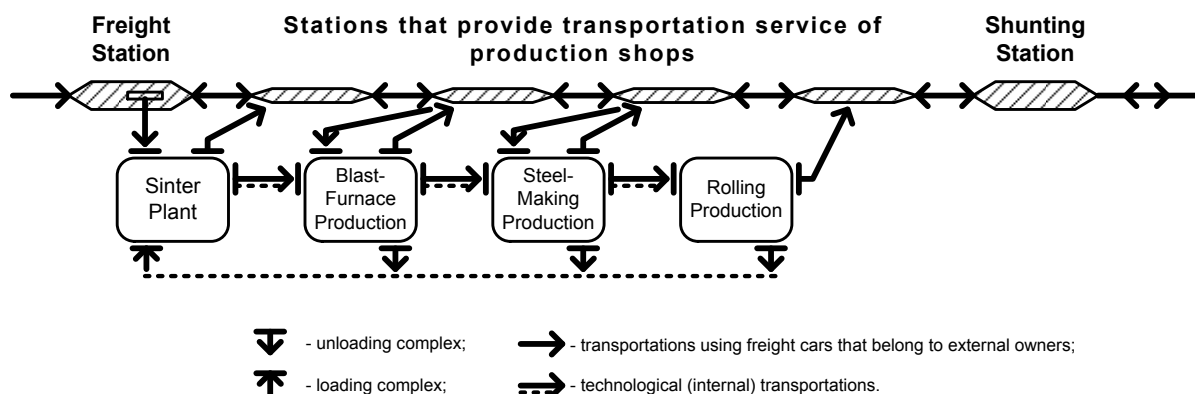 Freight
Station
Stations that provide transportation service of
production shops
Shunting
Station
Sinter
Plant
Blast-
Furnace
Production
Steel-
Making
Production
Rolling
Production
- unloading complex;
- transportations using freight cars that belong to external owners;
- loading complex;
- technological (internal) transportations.